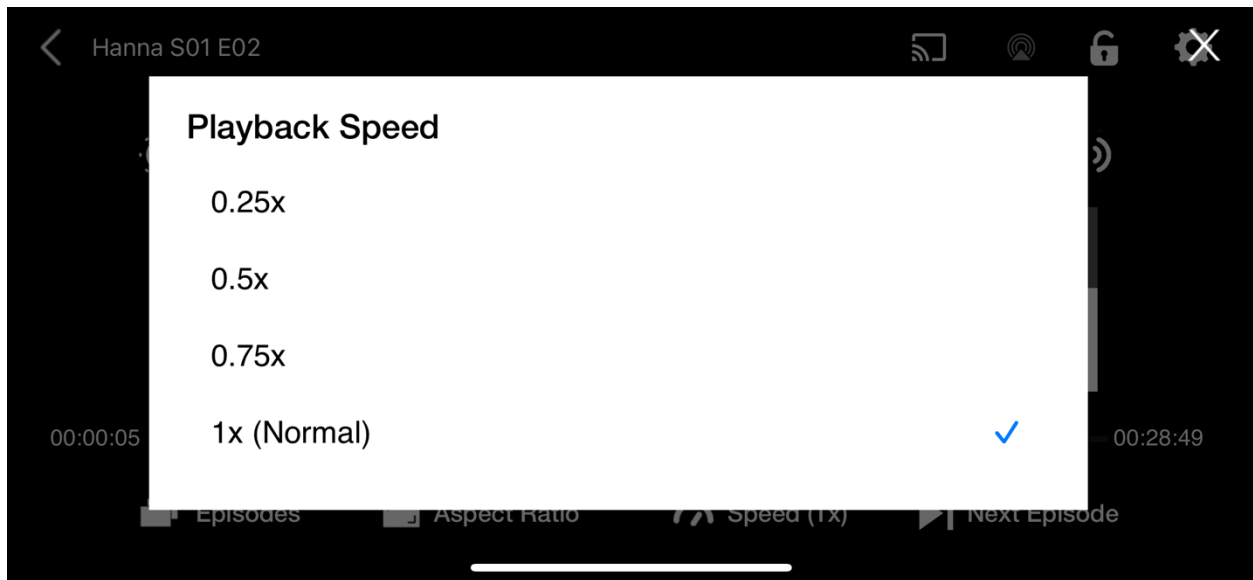 Hanna S01 E02
Playback Speed
0.25x
0.5x
0.75x
1x (Normal)
00:00:05
00:28:49
Episodes
Aspect Ratio
Speed (1x)
Next Episode